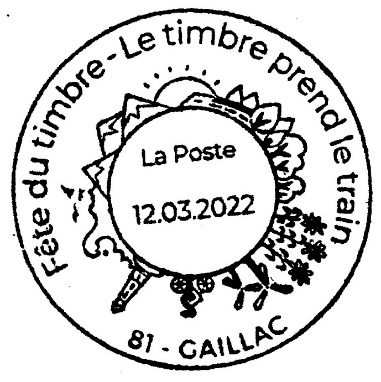 Fête du timbre - Le timbre prend le train
La Poste
12.03.2022
81 - GAILLAC